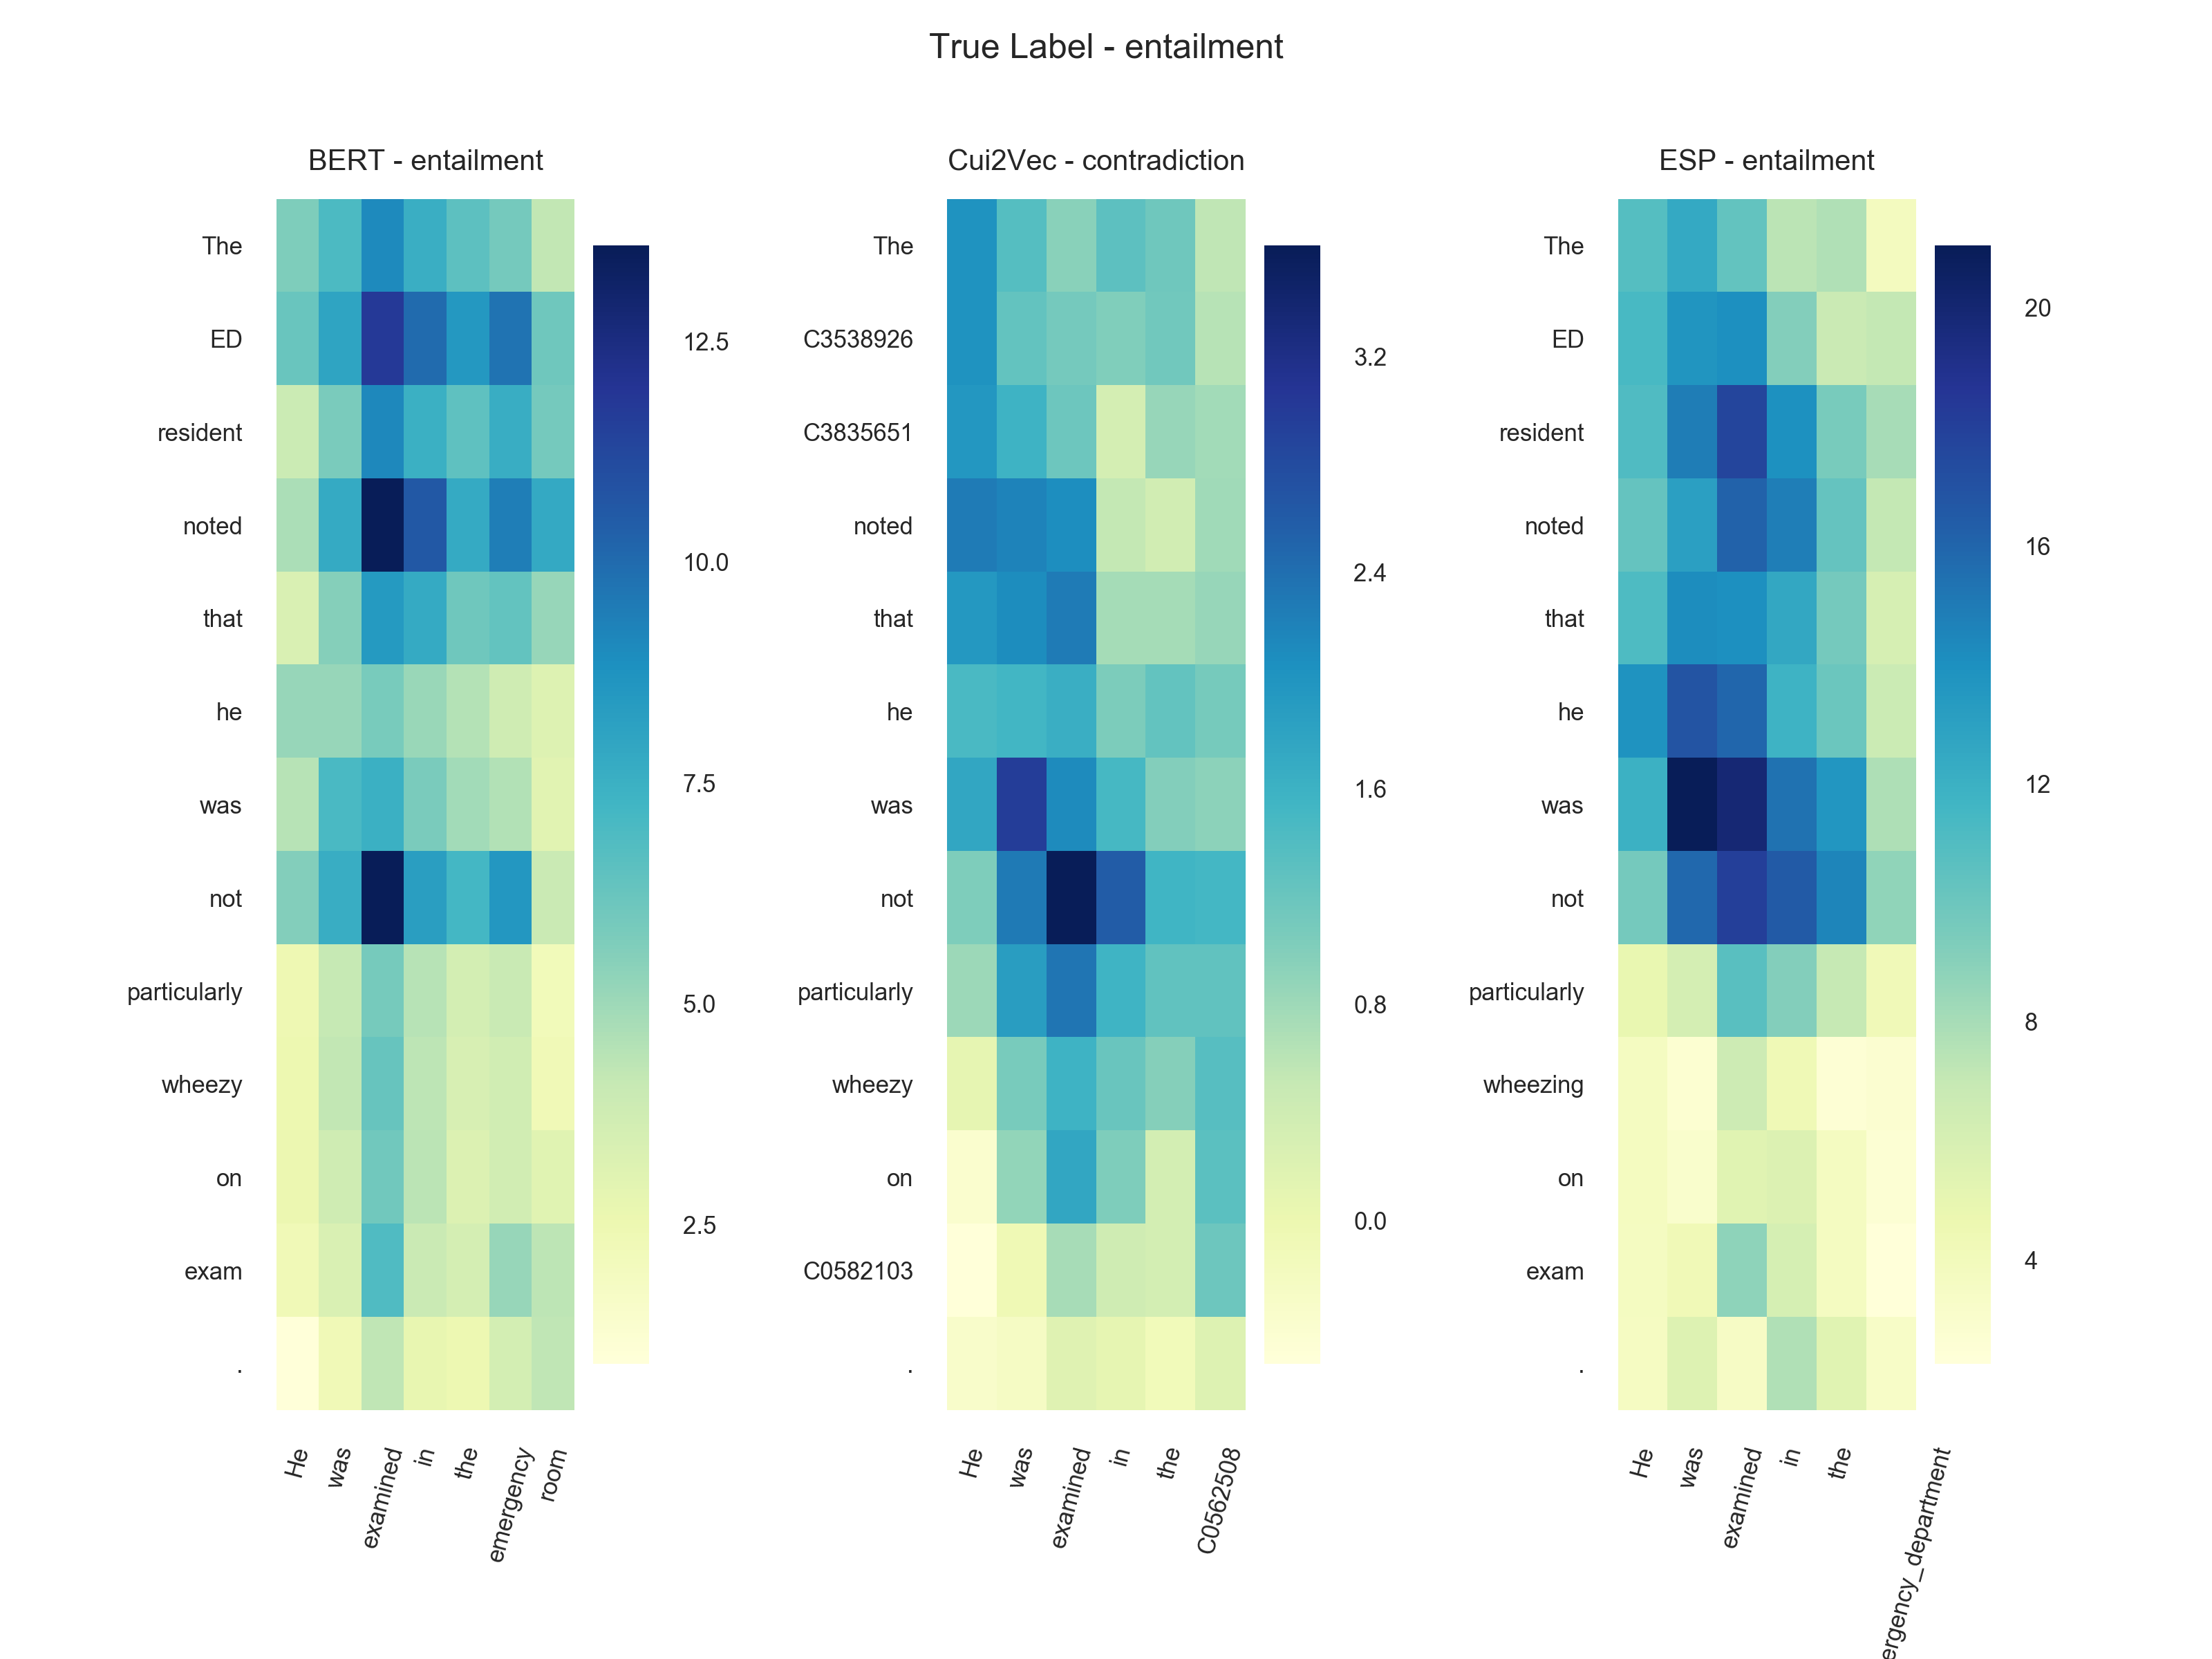 True Label - entailment
BERT - entailment
The
ED
resident
noted
that
he
was
not
particularly
wheezy
on
exam
.
He
was
examined
in
the
emergency
room
12.5
10.0
7.5
5.0
2.5
Cui2Vec - contradiction
The
C3538926
C3835651
noted
that
he
was
not
particularly
wheezy
on
C0582103
.
He
was
examined
in
the
C0562508
3.2
2.4
1.6
0.8
0.0
ESP - entailment
The
ED
resident
noted
that
he
was
not
particularly
wheezing
on
exam
.
He
was
examined
in
the
ergency_department
20
16
12
8
4